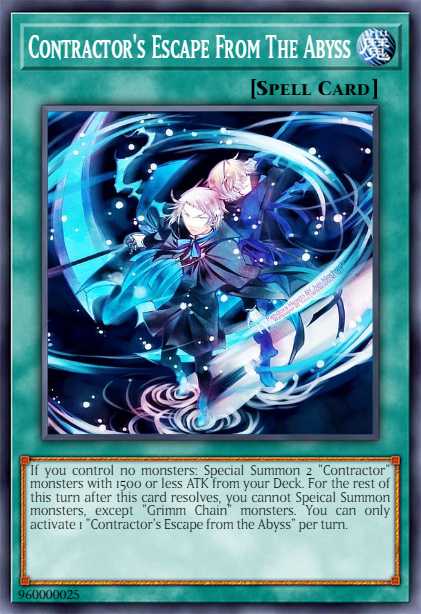 Contractor's Escape From The Abyss
[Spell Card]
If you control no monsters: Special Summon 2 "Contractor"
monsters with 1500 or less ATK from your Deck. For the rest of
this turn after this card resolves, you cannot Speical Summon
monsters, except "Grimm Chain" monsters. You can only
activate 1 "Contractor's Escape from the Abyss" per turn.
960000025